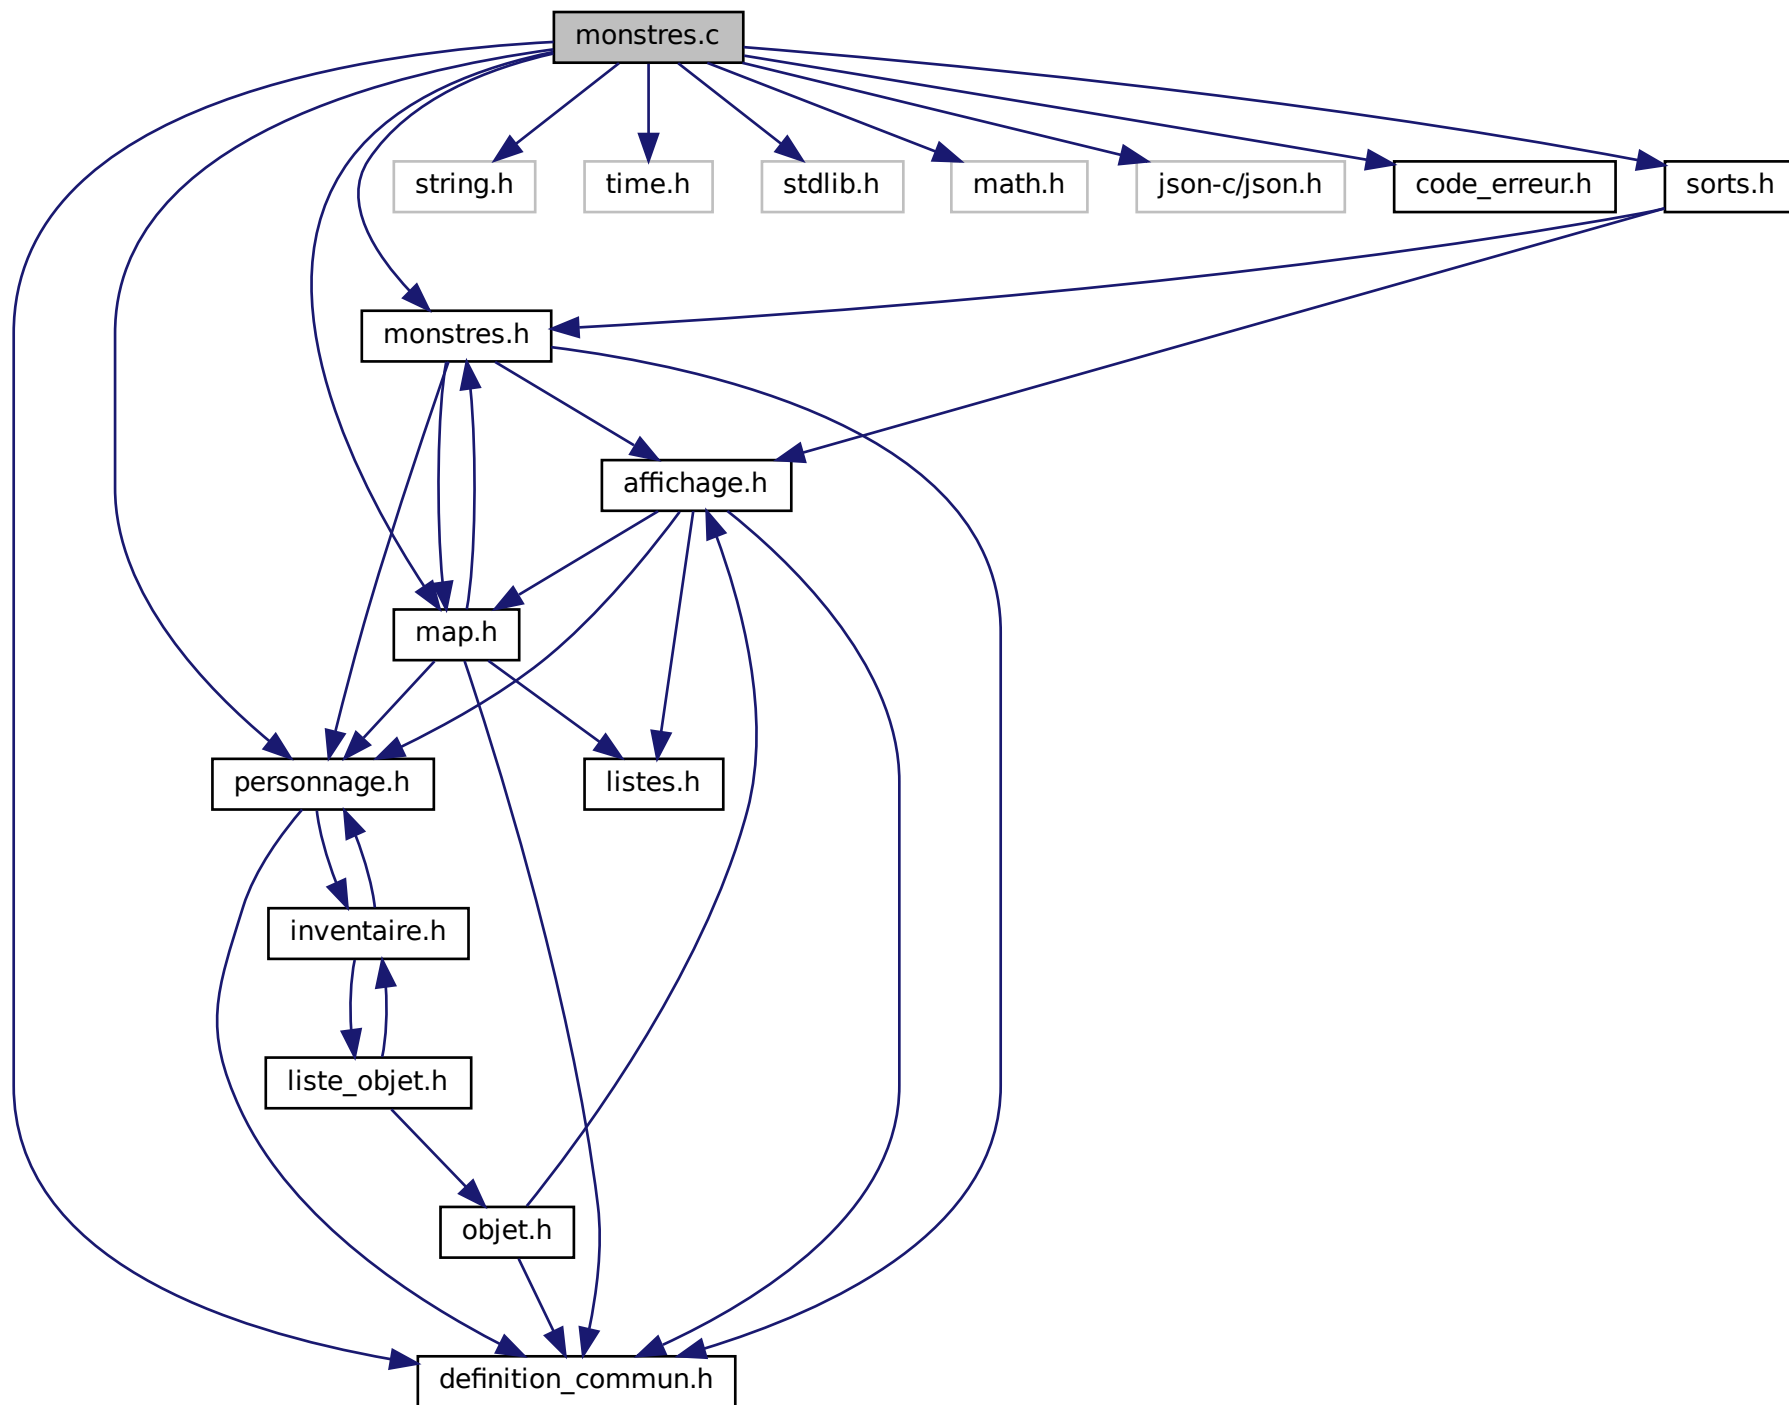 monstres.c
string.h
time.h
stdlib.h
math.h
json-c/json.h
code_erreur.h
sorts.h
monstres.h
affichage.h
map.h
personnage.h
listes.h
inventaire.h
liste_objet.h
objet.h
definition_commun.h